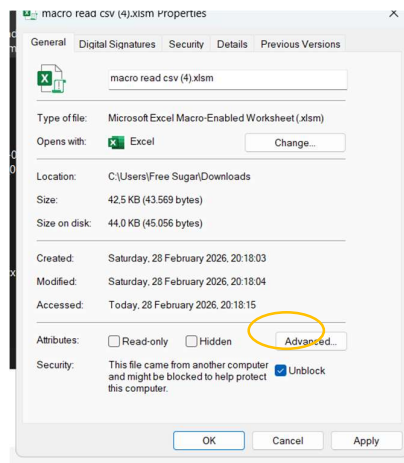 macro read csv (4).xlsm Properties
General Digital Signatures Security Details Previous Versions
macro read csv (4).xlsm
Type of file: Microsoft Excel Macro-Enabled Worksheet (.xlsm)
Opens with: Excel Change...
Location: C:\Users\Free Sugar\Downloads
Size: 42,5 KB (43.569 bytes)
Size on disk: 44,0 KB (45.056 bytes)
Created: Saturday, 28 February 2026, 20:18:03
Modified: Saturday, 28 February 2026, 20:18:04
Accessed: Today, 28 February 2026, 20:18:15
Attributes: Read-only Hidden Advanced...
Security: This file came from another computer and might be blocked to help protect this computer. Unblock
OK Cancel Apply